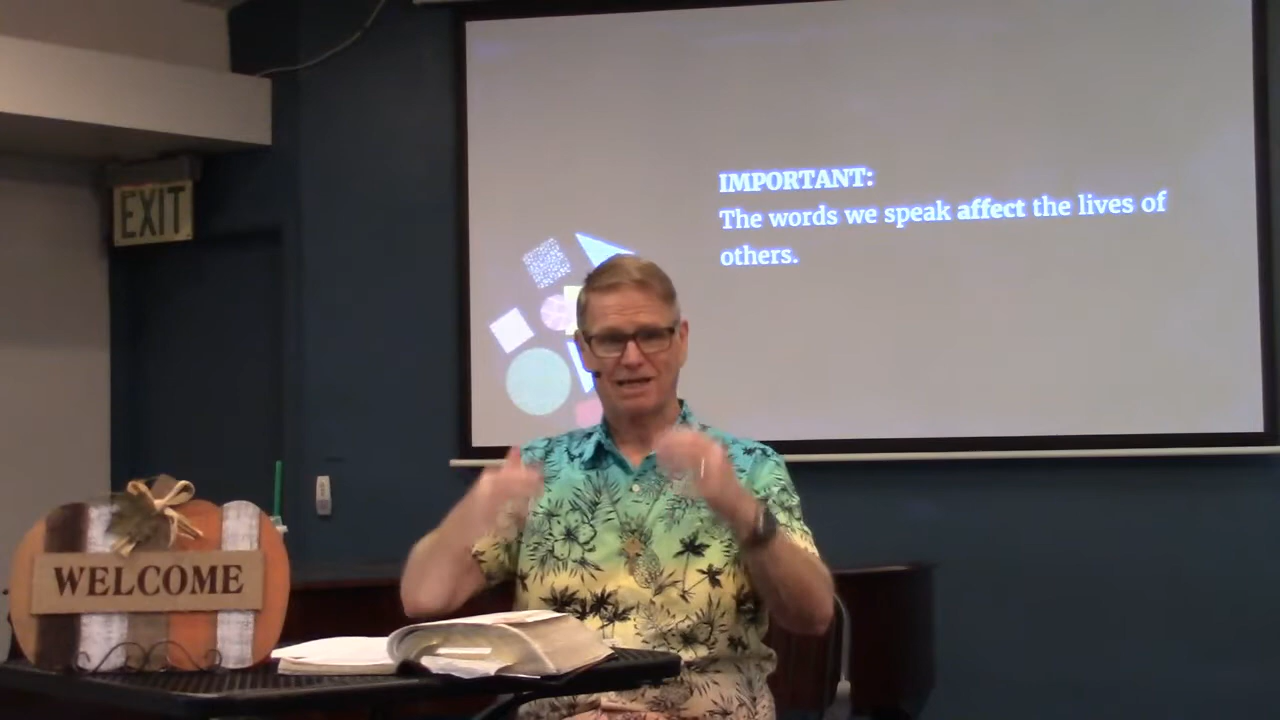 IMPORTANT:
The words we speak affect the lives of
others.
EXIT
WELCOME